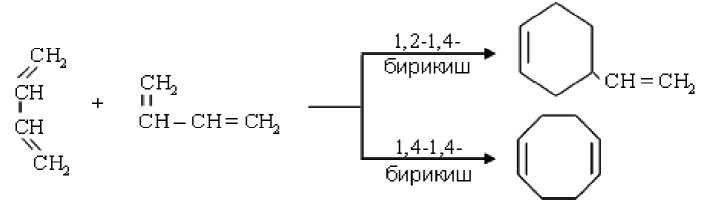 CH₂
CH
CH
CH₂
+
CH₂
CH–CH=CH₂
1,2-1,4-
бирикиш
CH=CH₂
1,4-1,4-
бирикиш